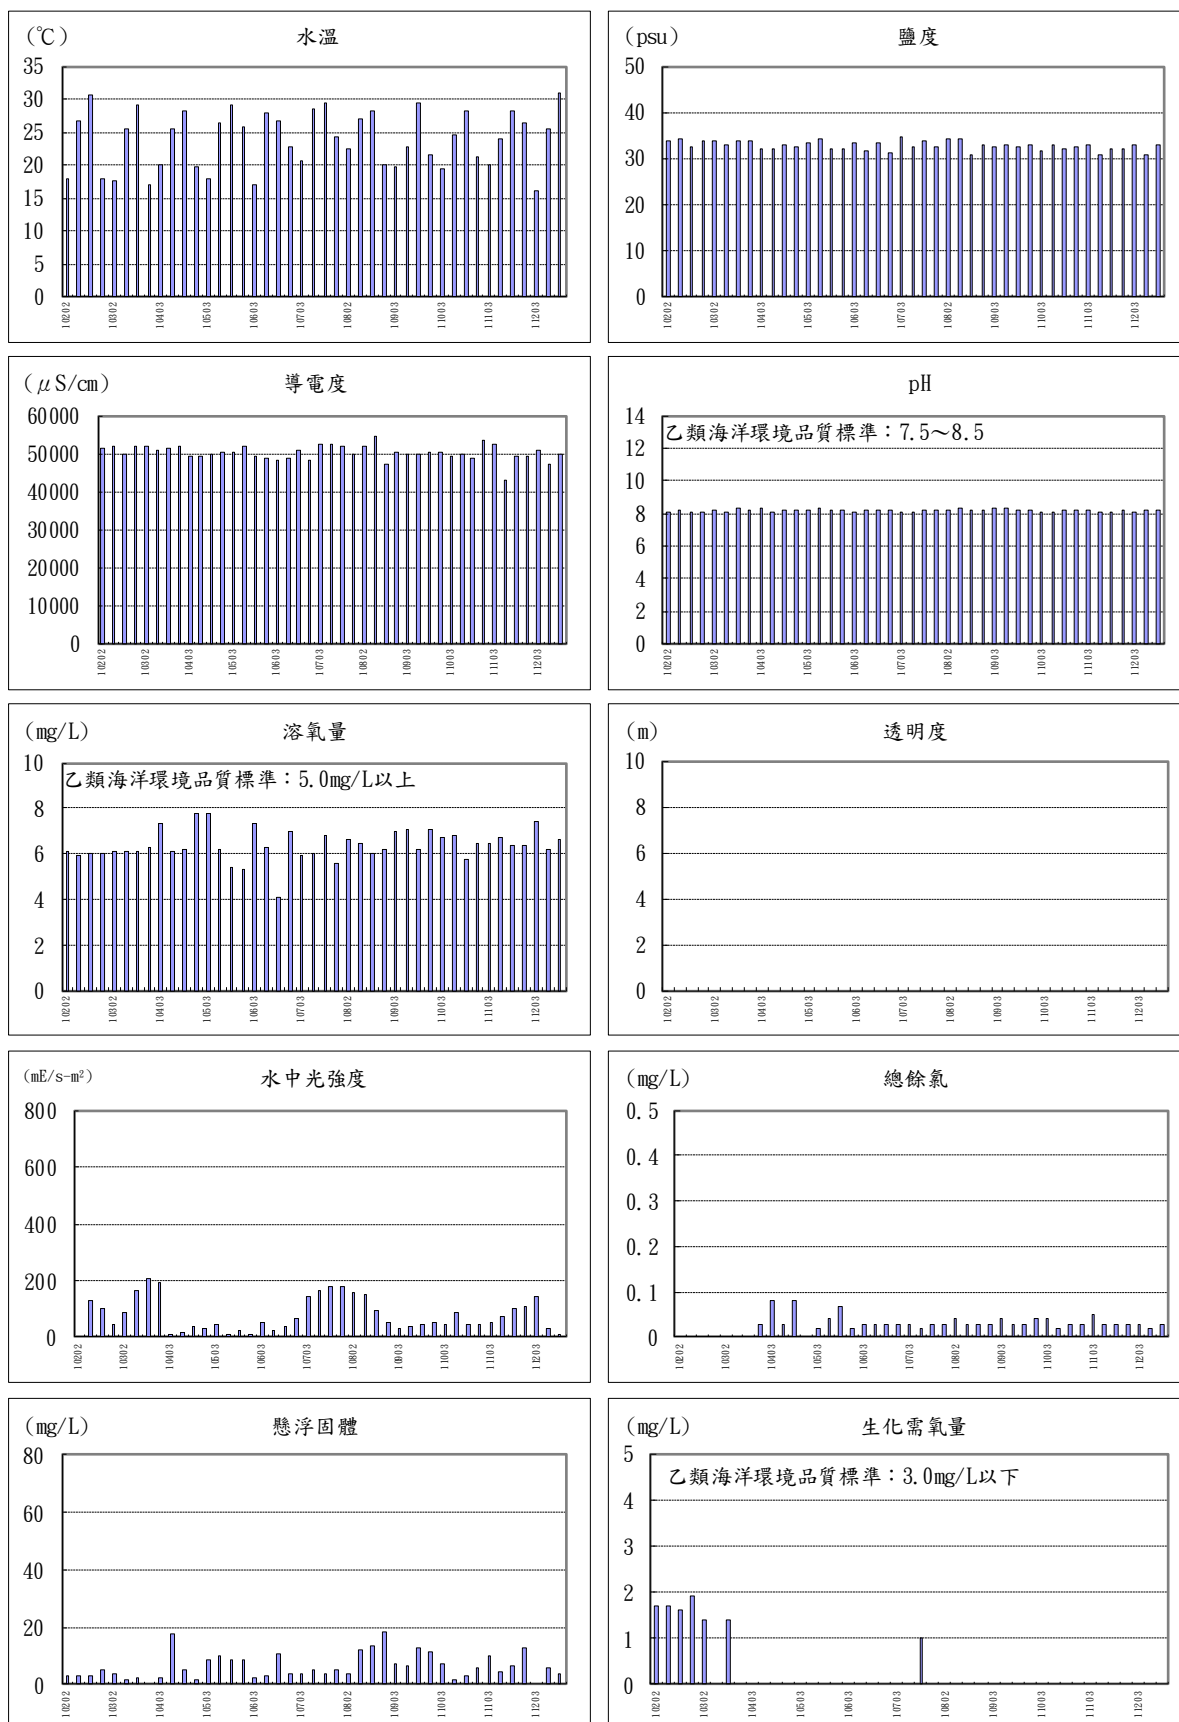 (℃) 水溫
35
30
25
20
15
10
5
0
10202 10302 10403 10503 10603 10703 10802 10903 11003 11103 11203
(psu) 鹽度
50
40
30
20
10
0
10202 10302 10403 10503 10603 10703 10802 10903 11003 11103 11203
(μS/cm) 導電度
60000
50000
40000
30000
20000
10000
0
10202 10302 10403 10503 10603 10703 10802 10903 11003 11103 11203
pH
14
乙類海洋環境品質標準：7.5～8.5
12
10
8
6
4
2
0
10202 10302 10403 10503 10603 10703 10802 10903 11003 11103 11203
(mg/L) 溶氧量
10
乙類海洋環境品質標準：5.0mg/L以上
8
6
4
2
0
10202 10302 10403 10503 10603 10703 10802 10903 11003 11103 11203
(m) 透明度
10
8
6
4
2
0
10202 10302 10403 10503 10603 10703 10802 10903 11003 11103 11203
(mE/s-m²) 水中光強度
800
600
400
200
0
10202 10302 10403 10503 10603 10703 10802 10903 11003 11103 11203
(mg/L) 總餘氯
0.5
0.4
0.3
0.2
0.1
0
10202 10302 10403 10503 10603 10703 10802 10903 11003 11103 11203
(mg/L) 懸浮固體
80
60
40
20
0
10202 10302 10403 10503 10603 10703 10802 10903 11003 11103 11203
(mg/L) 生化需氧量
5
乙類海洋環境品質標準：3.0mg/L以下
4
3
2
1
0
10202 10302 10403 10503 10603 10703 10802 10903 11003 11103 11203